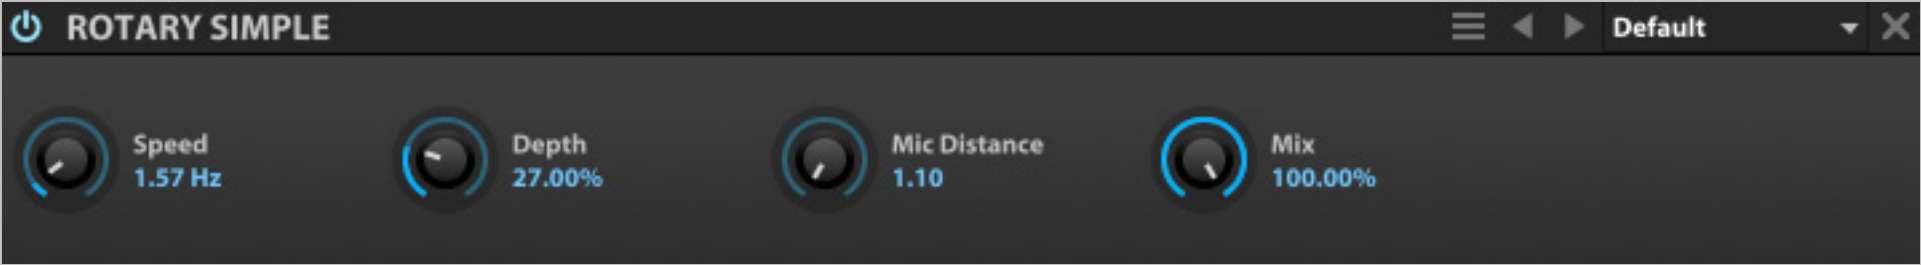 ROTARY SIMPLE
Default
Speed
1.57 Hz
Depth
27.00%
Mic Distance
1.10
Mix
100.00%